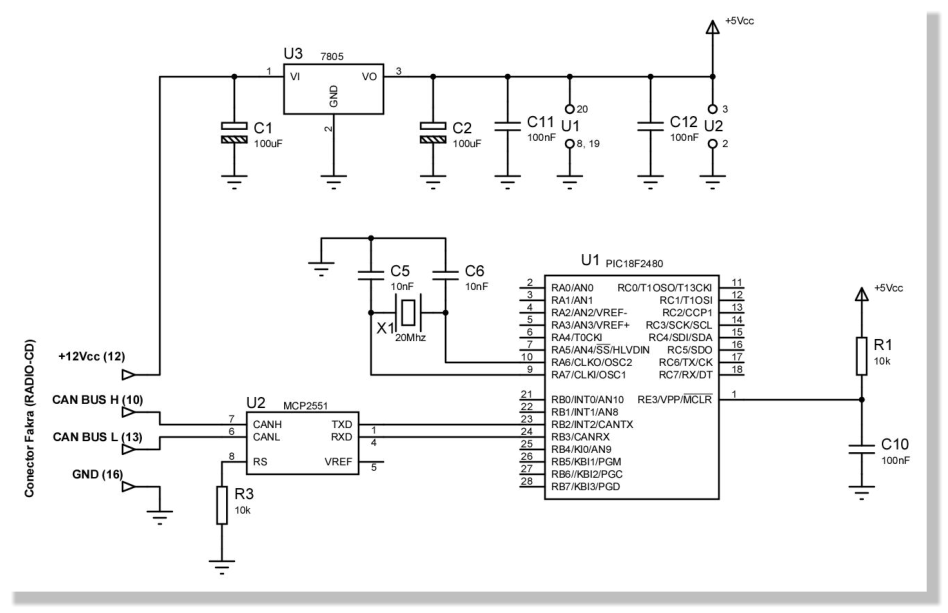 +5Vcc
U3
7805
1
VI
VO
3
GND
2
C1
100uF
C2
100uF
C11
100nF
20
U1
8, 19
C12
100nF
3
U2
2
C5
10nF
C6
10nF
X1
20Mhz
U1
PIC18F2480
2 RA0/AN0
3 RA1/AN1
4 RA2/AN2/VREF-
5 RA3/AN3/VREF+
6 RA4/T0CKI
7 RA5/AN4/SS/HLVDIN
10 RA6/CLKO/OSC2
9 RA7/CLKI/OSC1
21 RB0/INT0/AN10
22 RB1/INT1/AN8
23 RB2/INT2/CANTX
24 RB3/CANRX
25 RB4/KI0/AN9
26 RB5/KBI1/PGM
27 RB6//KBI2/PGC
28 RB7/KBI3/PGD
RC0/T1OSO/T13CKI 11
RC1/T1OSI 12
RC2/CCP1 13
RC3/SCK/SCL 14
RC4/SDI/SDA 15
RC5/SDO 16
RC6/TX/CK 17
RC7/RX/DT 18
RE3/VPP/MCLR 1
+5Vcc
R1
10k
C10
100nF
Conector Fakra (RADIO-CD)
+12Vcc (12)
CAN BUS H (10)
CAN BUS L (13)
GND (16)
U2
MCP2551
7 CANH
6 CANL
8 RS
TXD 1
RXD 4
VREF 5
R3
10k